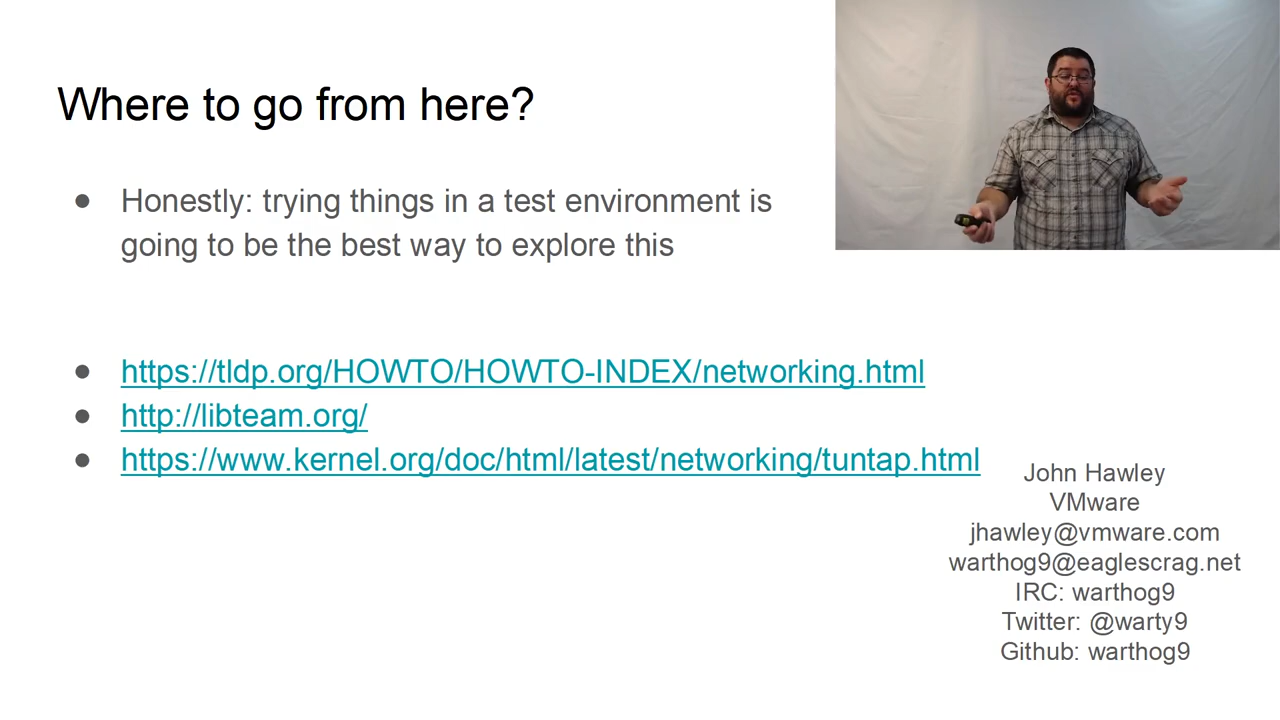 Where to go from here?
● Honestly: trying things in a test environment is
going to be the best way to explore this
● https://tldp.org/HOWTO/HOWTO-INDEX/networking.html
● http://libteam.org/
● https://www.kernel.org/doc/html/latest/networking/tuntap.html
John Hawley
VMware
jhawley@vmware.com
warthog9@eaglescrag.net
IRC: warthog9
Twitter: @warty9
Github: warthog9